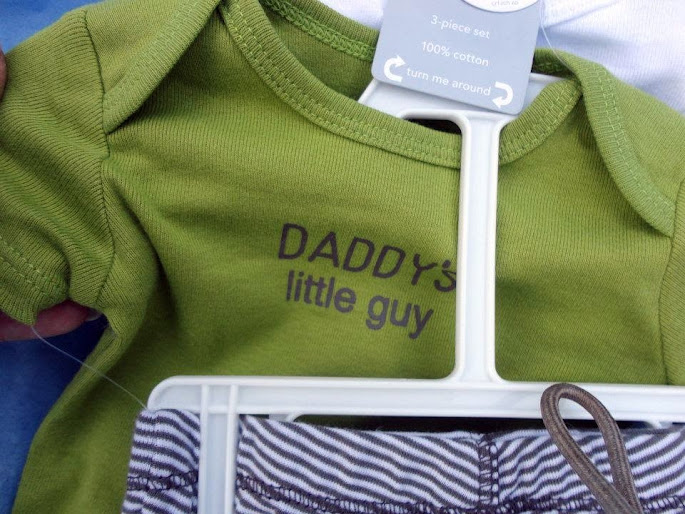 3-piece set
100% cotton
turn me around
DADDY's
little guy